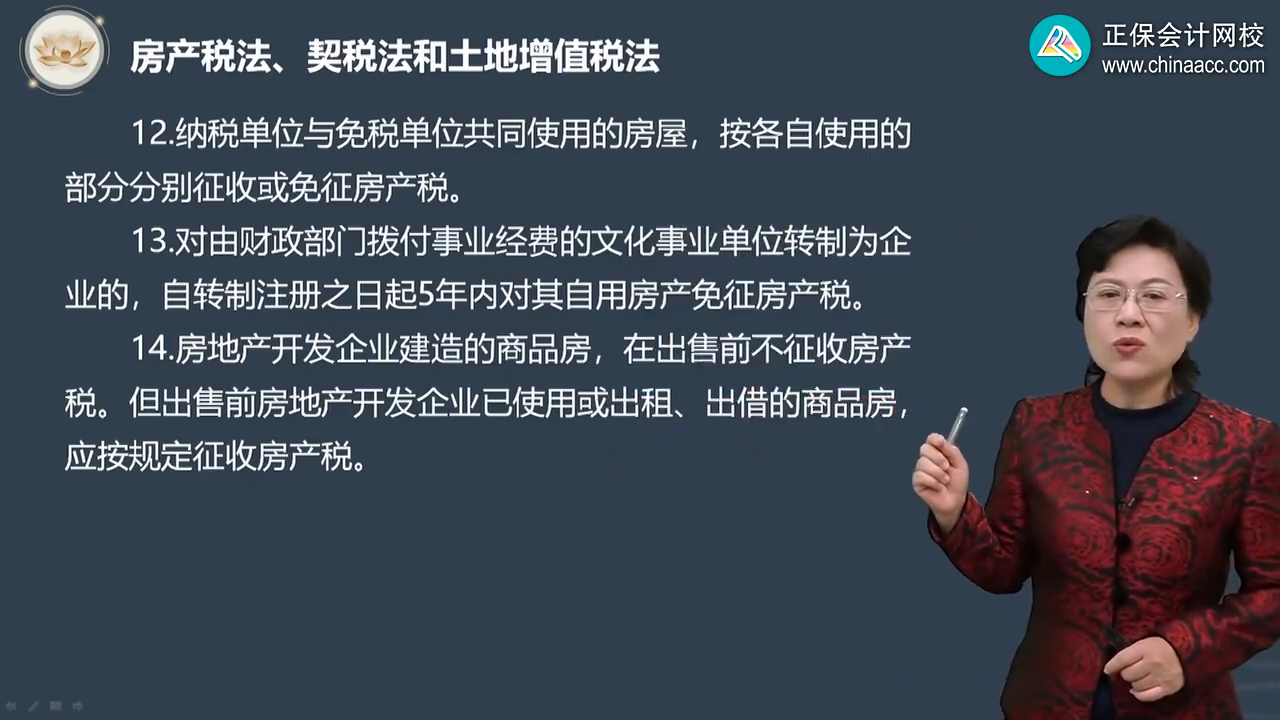 房产税法、契税法和土地增值税法
正保会计网校
www.chinaacc.com
12.纳税单位与免税单位共同使用的房屋，按各自使用的
部分分别征收或免征房产税。
13.对由财政部门拨付事业经费的文化事业单位转制为企
业的，自转制注册之日起5年内对其自用房产免征房产税。
14.房地产开发企业建造的商品房，在出售前不征收房产
税。但出售前房地产开发企业已使用或出租、出借的商品房，
应按规定征收房产税。